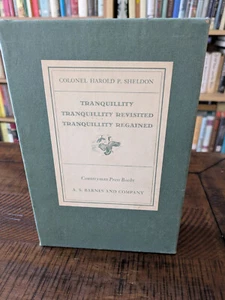 COLONEL HAROLD P. SHELDON
TRANQUILLITY
TRANQUILLITY REVISITED
TRANQUILLITY REGAINED
Countryman Press Books
A. S. BARNES AND COMPANY